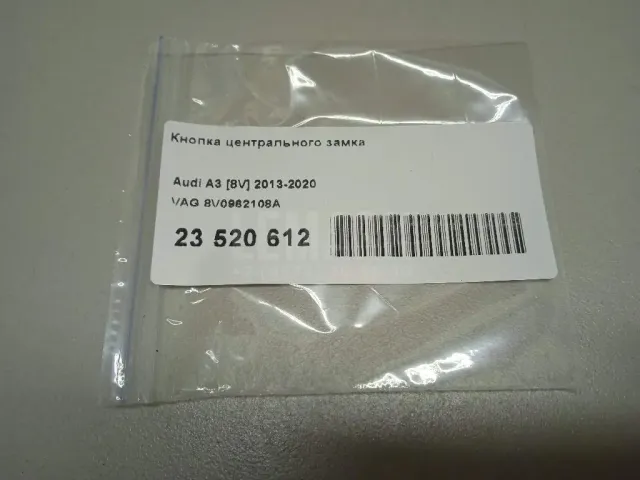 Кнопка центрального замка
Audi A3 [8V] 2013-2020
VAG 8V0962108A
23 520 612